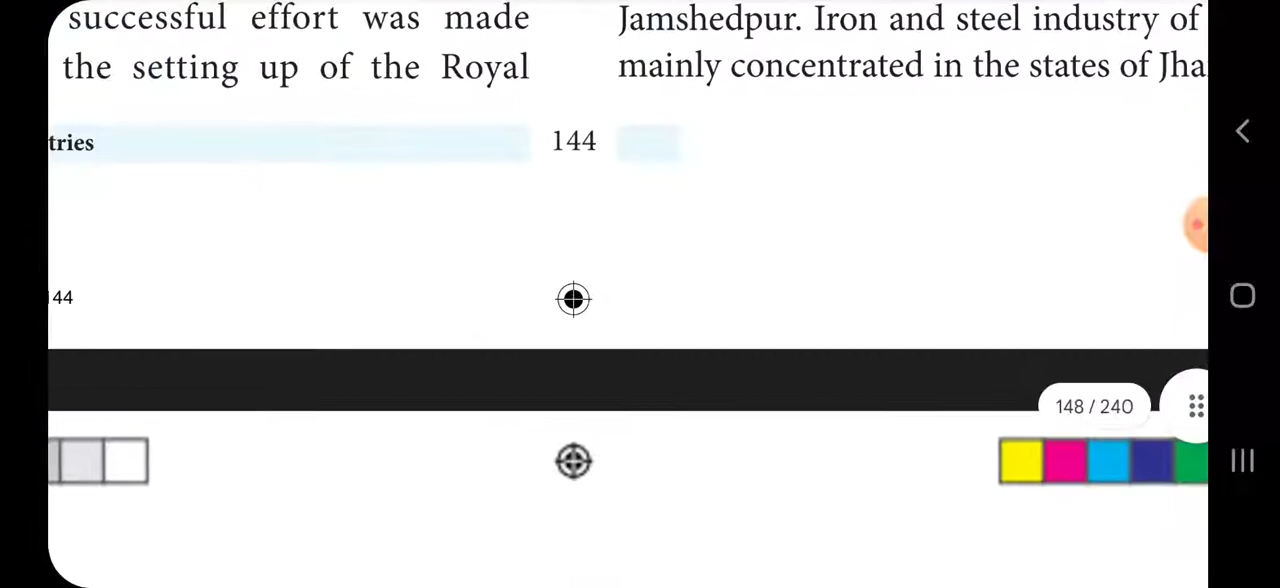 successful effort was made
the setting up of the Royal
Jamshedpur. Iron and steel industry of
mainly concentrated in the states of
tries
144
44
148 / 240